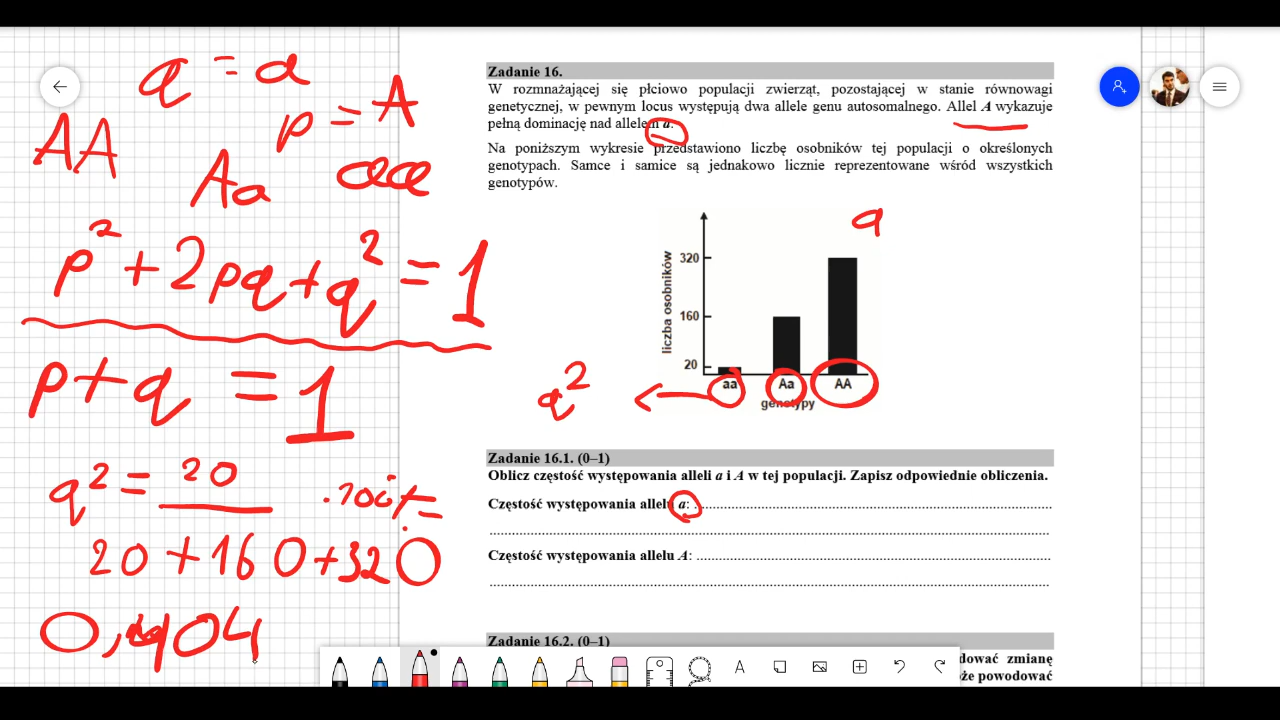 q = a
p = A
AA
Aa
aa
p² + 2pq + q² = 1
p + q = 1
q² = 20
20 + 160 + 320
Zadanie 16.
W rozmnażającej się płciowo populacji zwierząt, pozostającej w stanie równowagi
genetycznej, w pewnym locus występują dwa allele genu autosomalnego. Allel A wykazuje
pełną dominację nad allelem a.
Na poniższym wykresie przedstawiono liczbę osobników tej populacji o określonych
genotypach. Samce i samice są jednakowo licznie reprezentowane wśród wszystkich
genotypów.
a
liczba osobników
320
160
20
aa Aa AA
genotypy
q²
Zadanie 16.1. (0–1)
Oblicz częstość występowania alleli a i A w tej populacji. Zapisz odpowiednie obliczenia.
Częstość występowania allelu a: ....................
Częstość występowania allelu A: ....................
Zadanie 16.2. (0–1)
dować zmianę
oże powodować
A